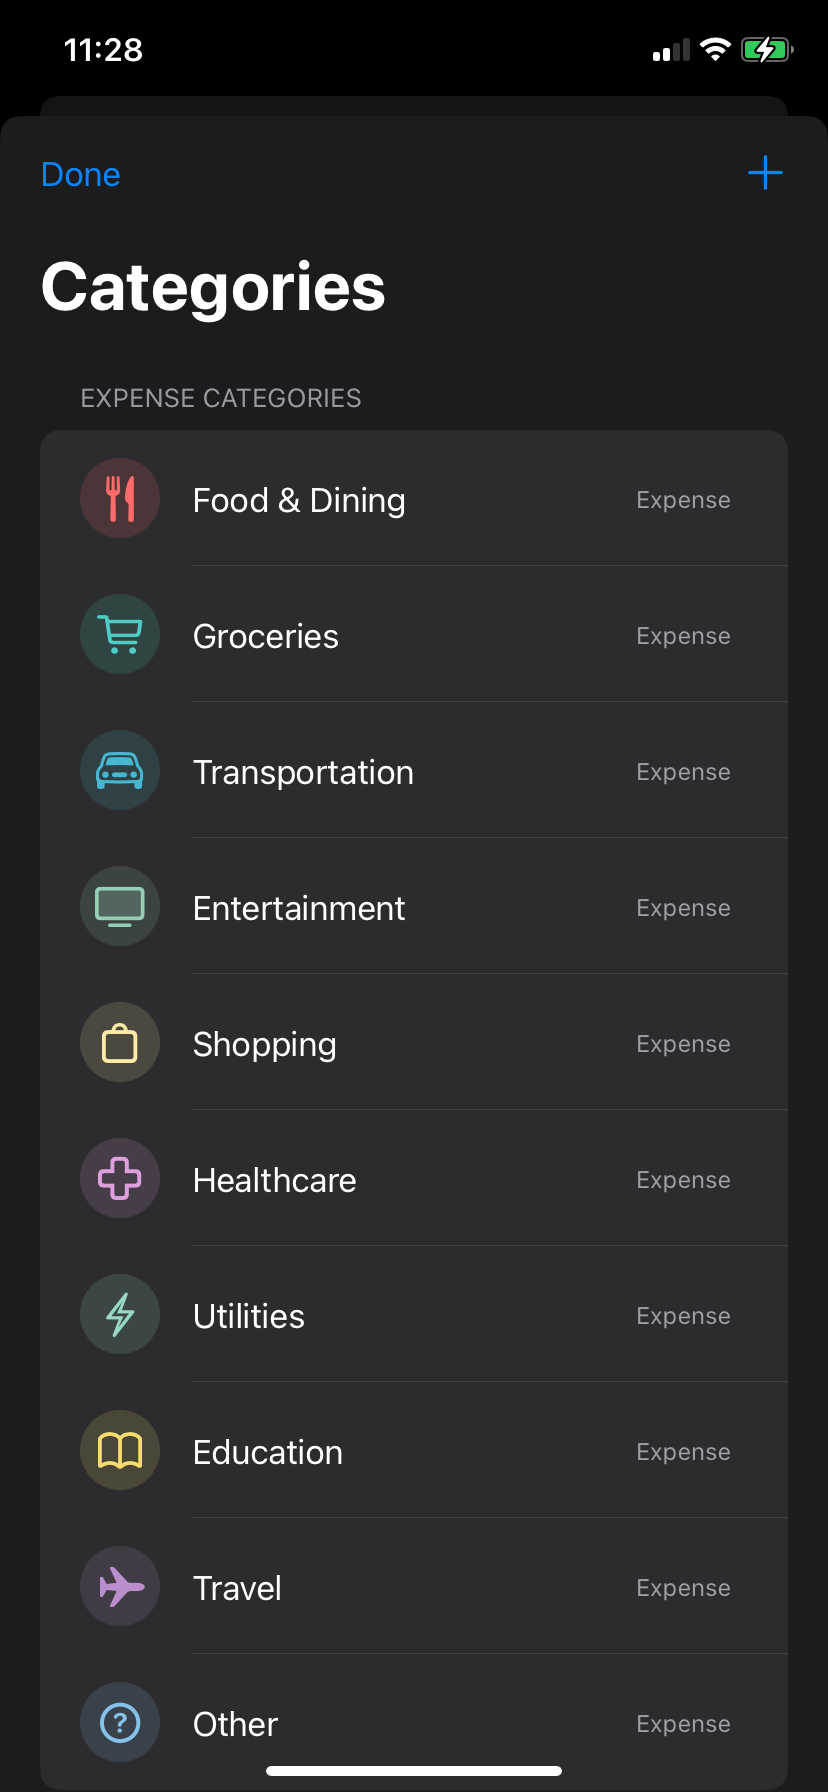 11:28
Done
Categories
EXPENSE CATEGORIES
Food & Dining Expense
Groceries Expense
Transportation Expense
Entertainment Expense
Shopping Expense
Healthcare Expense
Utilities Expense
Education Expense
Travel Expense
? Other Expense